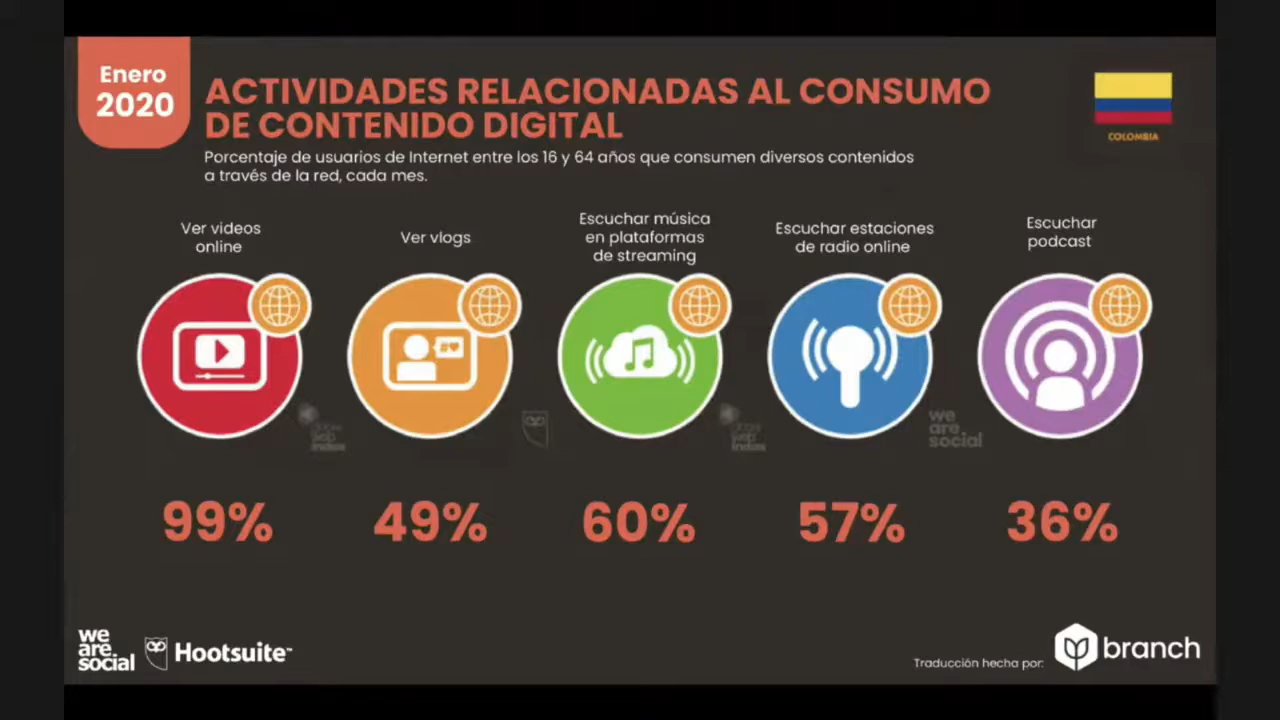 Enero
2020
ACTIVIDADES RELACIONADAS AL CONSUMO
DE CONTENIDO DIGITAL
Porcentaje de usuarios de Internet entre los 16 y 64 años que consumen diversos contenidos
a través de la red, cada mes.
COLOMBIA
Ver videos
online
Ver vlogs
Escuchar música
en plataformas
de streaming
Escuchar estaciones
de radio online
Escuchar
podcast
we
are
social
99%
49%
60%
57%
36%
we
are
social
Hootsuite™
Traducción hecha por:
branch